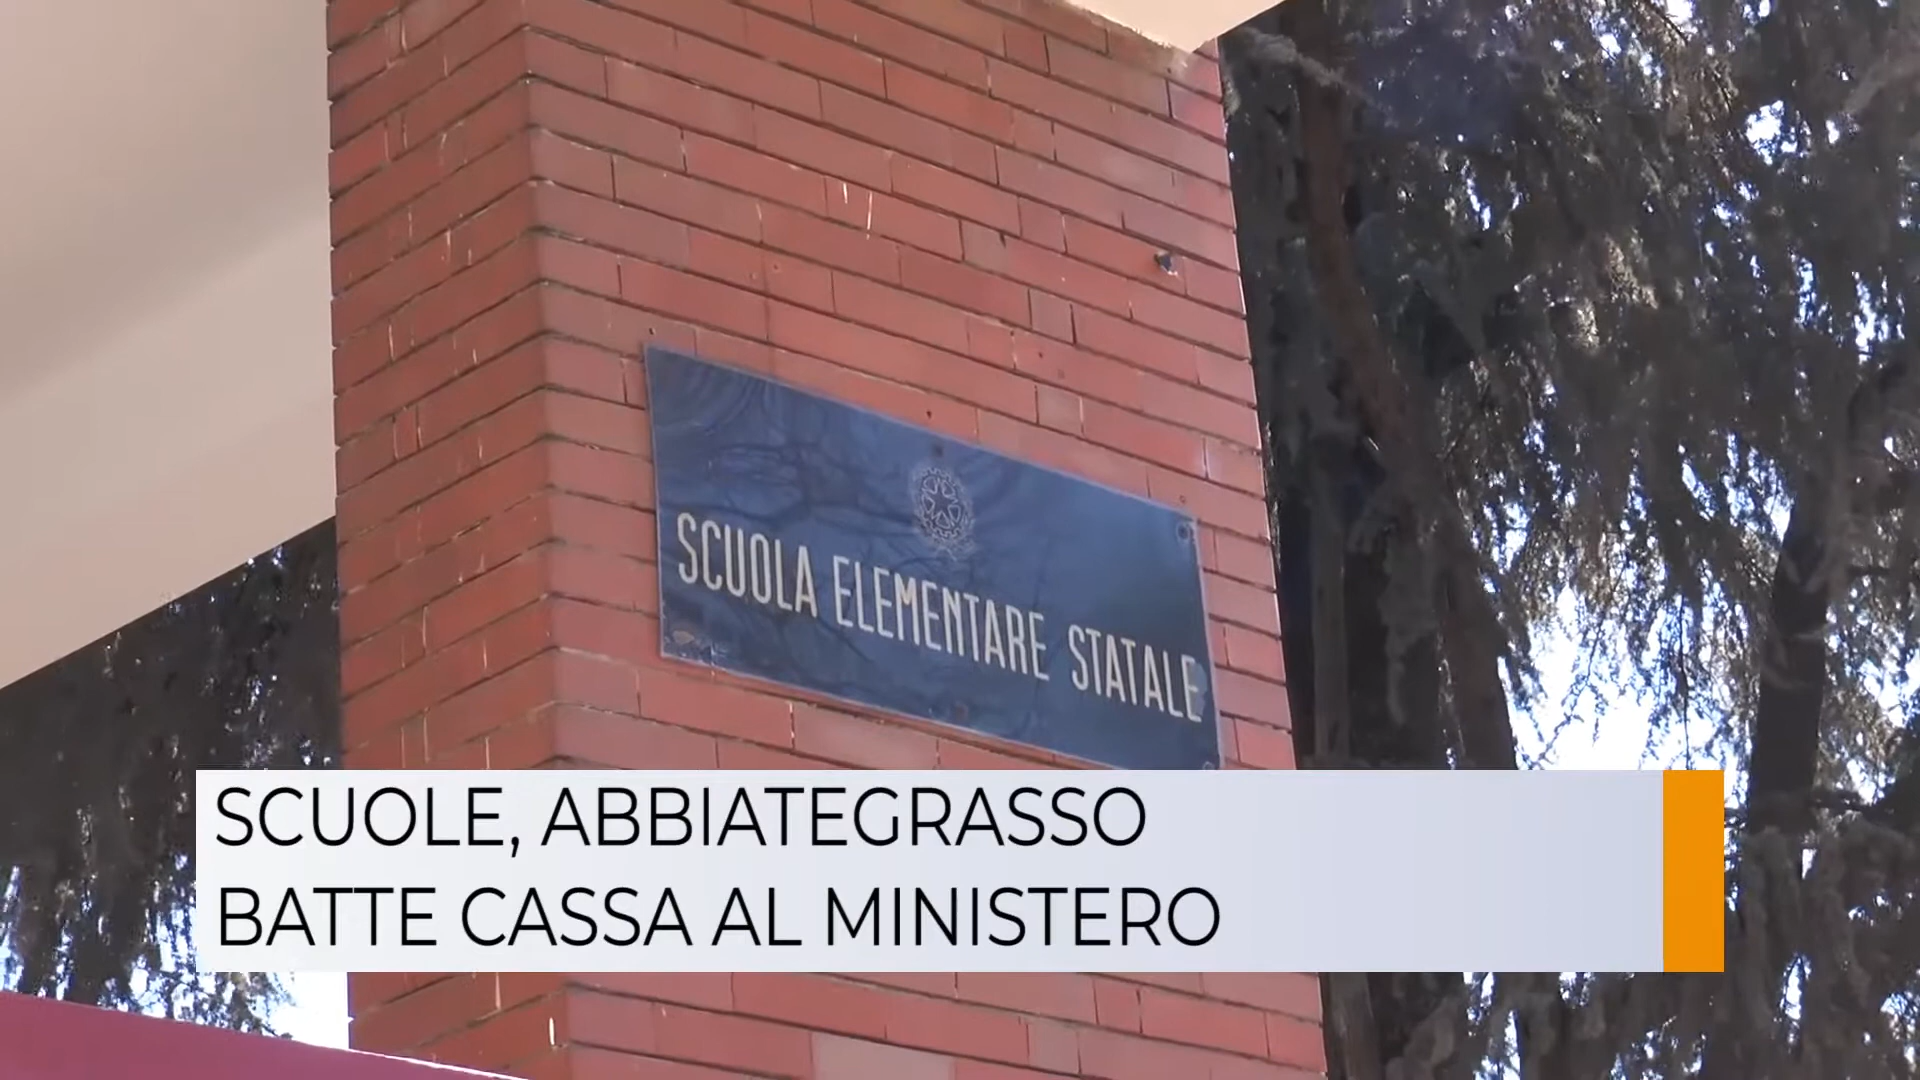 SCUOLA ELEMENTARE STATALE
SCUOLE, ABBIATEGRASSO
BATTE CASSA AL MINISTERO